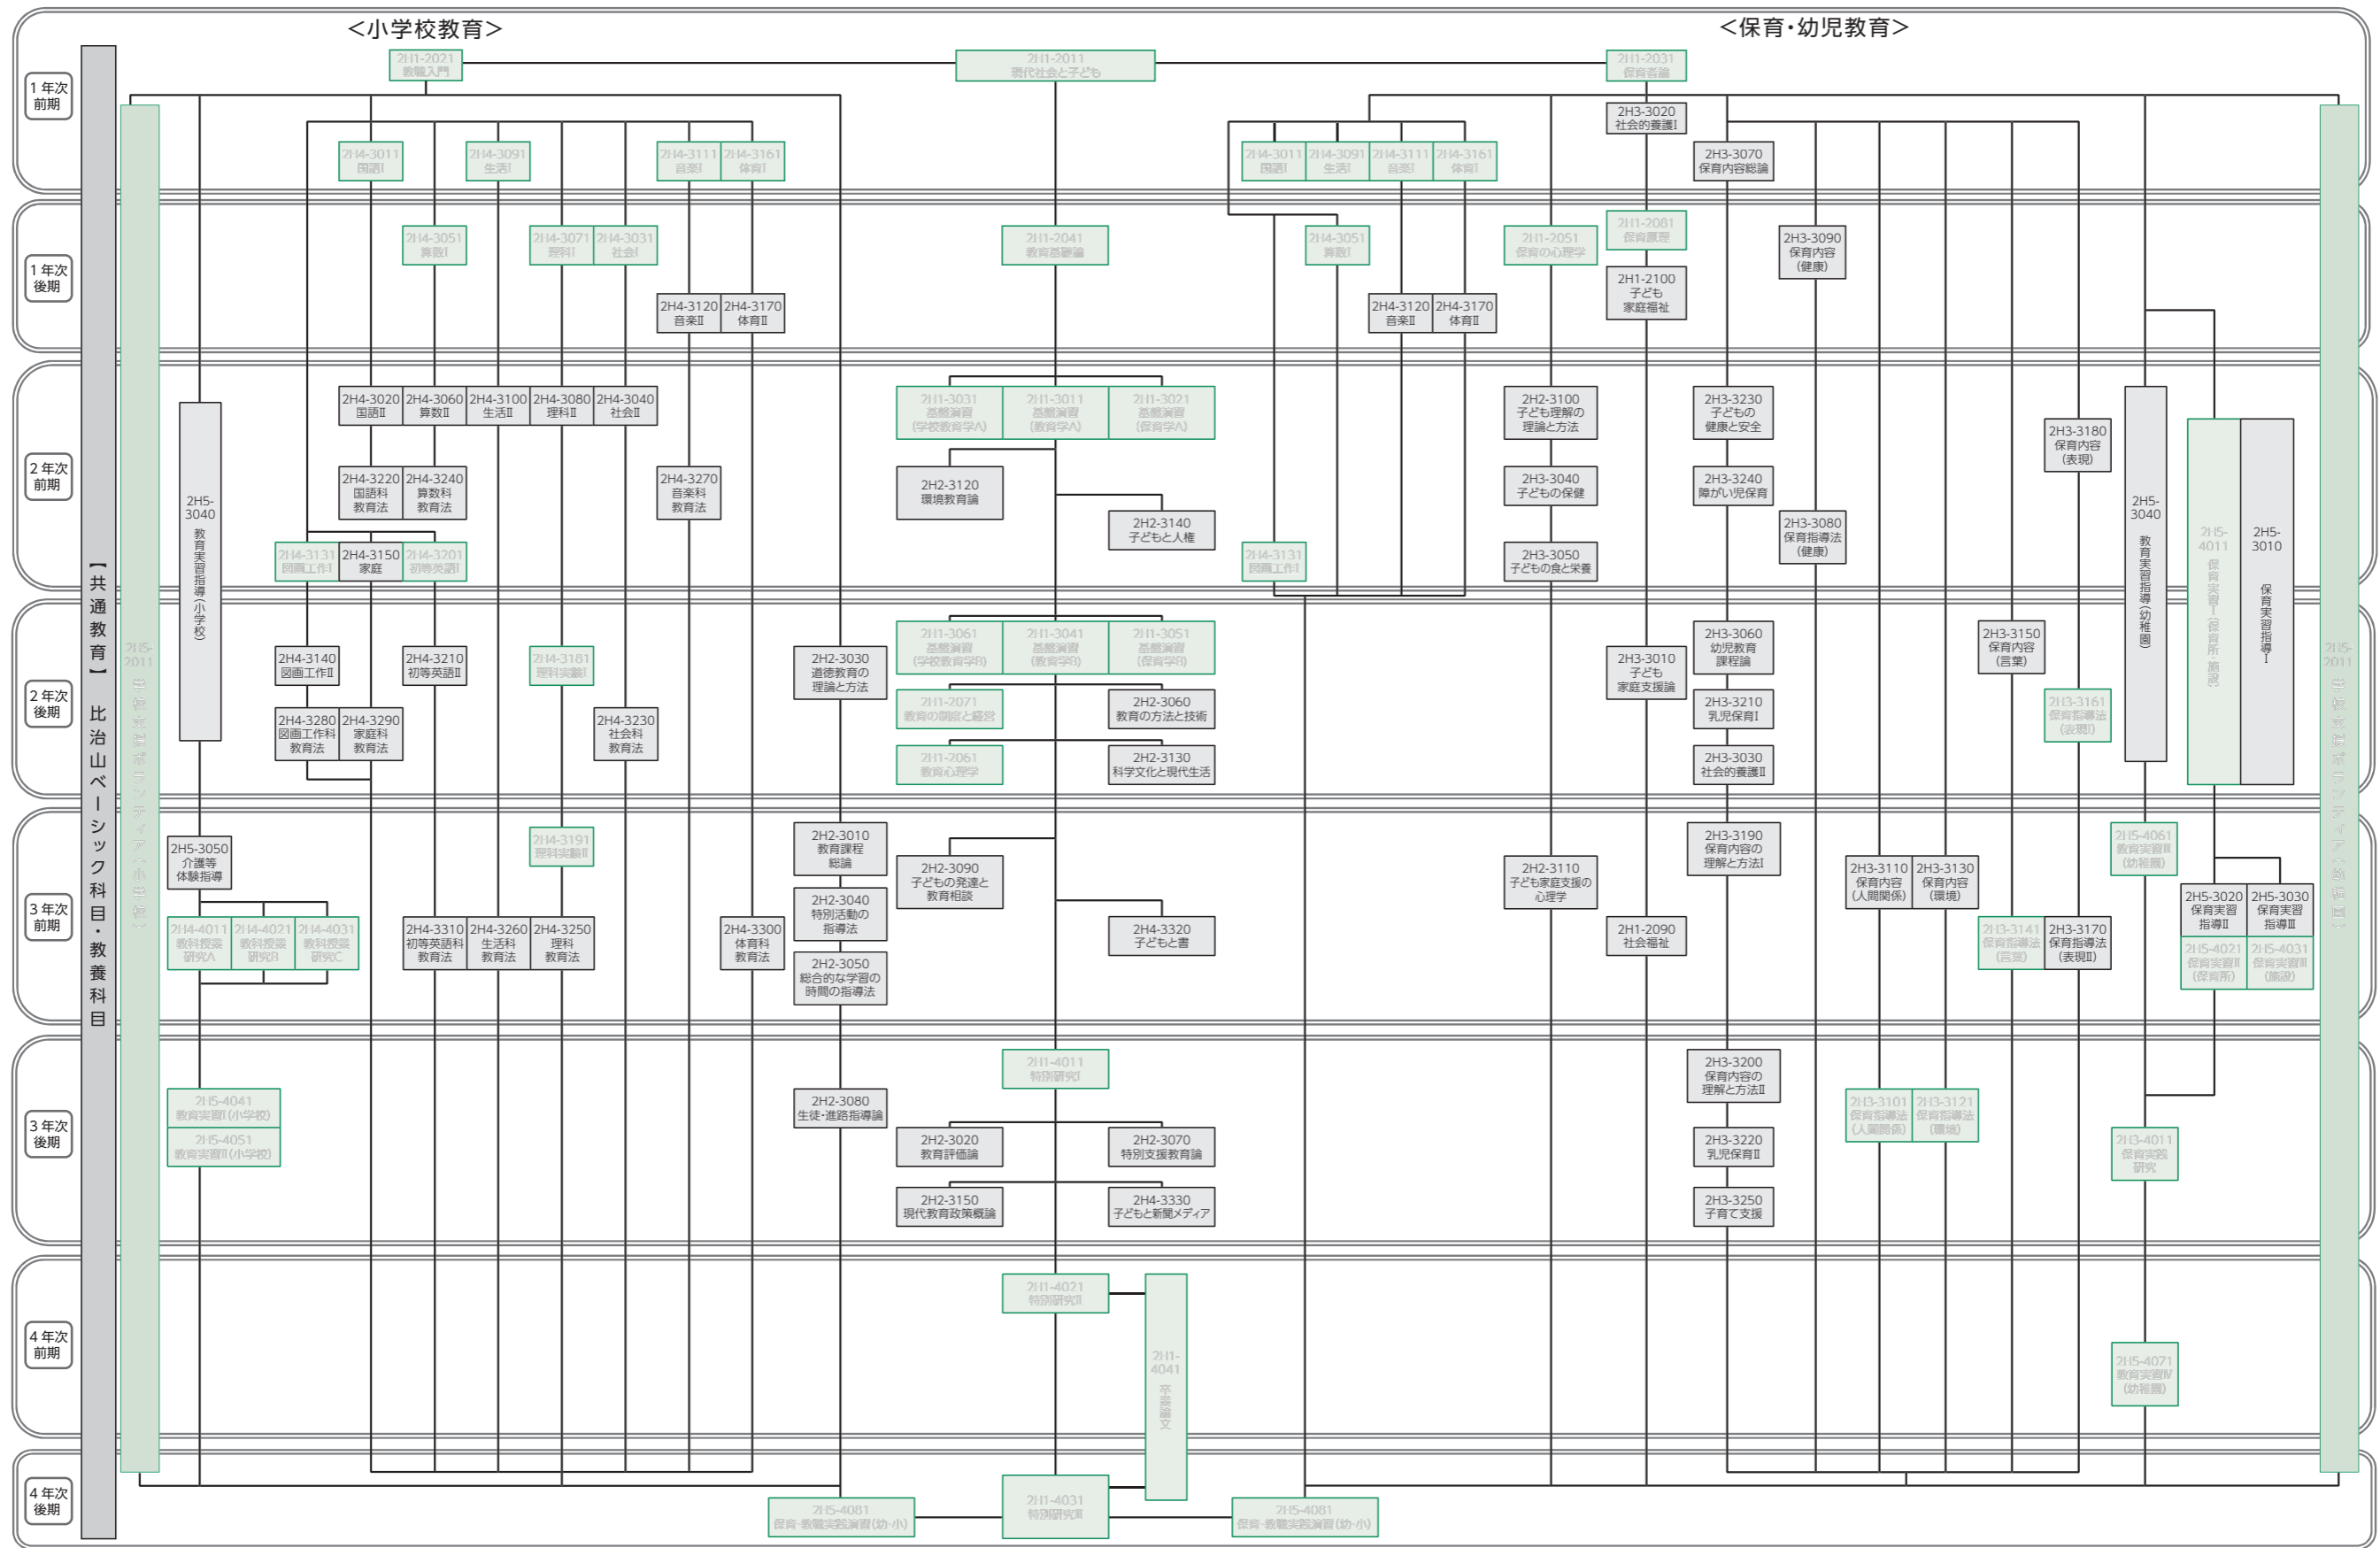 ＜小学校教育＞
＜保育・幼児教育＞
【共通教育】 比治山ベーシック科目・教養科目
1年次
前期
2H1-2021
教職入門
2H1-2011
現代社会と子ども
2H1-2031
保育者論
2H3-3020
社会的養護Ⅰ
2H4-3011
国語Ⅰ
2H4-3091
生活Ⅰ
2H4-3111
音楽Ⅰ
2H4-3161
体育Ⅰ
2H4-3011
国語Ⅰ
2H4-3091
生活Ⅰ
2H4-3111
音楽Ⅰ
2H4-3161
体育Ⅰ
2H3-3070
保育内容総論
1年次
後期
2H4-3051
算数Ⅰ
2H4-3071
理科Ⅰ
2H4-3031
社会Ⅰ
2H4-3120
音楽Ⅱ
2H4-3170
体育Ⅱ
2H1-2041
教育基礎論
2H4-3051
算数Ⅰ
2H4-3120
音楽Ⅱ
2H4-3170
体育Ⅱ
2H1-2051
保育の心理学
2H1-2081
保育原理
2H1-2100
子ども
家庭福祉
2H3-3090
保育内容
(健康)
2年次
前期
2H5-
3040
教育実習指導(小学校)
2H4-3020
国語Ⅱ
2H4-3060
算数Ⅱ
2H4-3100
生活Ⅱ
2H4-3080
理科Ⅱ
2H4-3040
社会Ⅱ
2H4-3220
国語科
教育法
2H4-3240
算数科
教育法
2H4-3270
音楽科
教育法
2H4-3131
図画工作Ⅰ
2H4-3150
家庭
2H4-3201
初等英語Ⅰ
2H1-3031
基盤演習
(学校教育学A)
2H1-3011
基盤演習
(教育学A)
2H1-3021
基盤演習
(保育学A)
2H2-3120
環境教育論
2H2-3140
子どもと人権
2H4-3131
図画工作Ⅰ
2H2-3100
子ども理解の
理論と方法
2H3-3040
子どもの保健
2H3-3050
子どもの食と栄養
2H3-3230
子どもの
健康と安全
2H3-3240
障がい児保育
2H3-3080
保育指導法
(健康)
2H3-3180
保育内容
(表現)
2H5-
3040
教育実習指導(幼稚園)
2H5-
4011
保育実習Ⅰ(保育所・施設)
2H5-
3010
保育実習指導Ⅰ
2年次
後期
2H5-
2011
2H4-3140
図画工作Ⅱ
2H4-3210
初等英語Ⅱ
2H4-3181
理科実験Ⅰ
2H4-3280
図画工作科
教育法
2H4-3290
家庭科
教育法
2H4-3230
社会科
教育法
2H2-3030
道徳教育の
理論と方法
2H1-3061
基盤演習
(学校教育学B)
2H1-3041
基盤演習
(教育学B)
2H1-3051
基盤演習
(保育学B)
2H1-2071
教育の制度と経営
2H2-3060
教育の方法と技術
2H1-2061
教育心理学
2H2-3130
科学文化と現代生活
2H3-3010
子ども
家庭支援論
2H3-3060
幼児教育
課程論
2H3-3210
乳児保育Ⅰ
2H3-3030
社会的養護Ⅱ
2H3-3150
保育内容
(言葉)
2H3-3161
保育指導法
(表現Ⅰ)
2H5-
2011
3年次
前期
2H5-3050
介護等
体験指導
2H4-4011
教科授業
研究A
2H4-4021
教科授業
研究B
2H4-4031
教科授業
研究C
2H4-3191
理科実験Ⅱ
2H4-3310
初等英語科
教育法
2H4-3260
生活科
教育法
2H4-3250
理科
教育法
2H4-3300
体育科
教育法
2H2-3010
教育課程
総論
2H2-3040
特別活動の
指導法
2H2-3050
総合的な学習の
時間の指導法
2H2-3090
子どもの発達と
教育相談
2H4-3320
子どもと書
2H2-3110
子ども家庭支援の
心理学
2H1-2090
社会福祉
2H3-3190
保育内容の
理解と方法Ⅰ
2H3-3110
保育内容
(人間関係)
2H3-3130
保育内容
(環境)
2H3-3141
保育指導法
(言葉)
2H3-3170
保育指導法
(表現Ⅱ)
2H5-4061
教育実習Ⅲ
(幼稚園)
2H5-3020
保育実習
指導Ⅱ
2H5-3030
保育実習
指導Ⅲ
2H5-4021
保育実習Ⅱ
(保育所)
2H5-4031
保育実習Ⅲ
(施設)
3年次
後期
2H5-4041
教育実習Ⅰ(小学校)
2H5-4051
教育実習Ⅱ(小学校)
2H2-3080
生徒・進路指導論
2H1-4011
特別研究Ⅰ
2H2-3020
教育評価論
2H2-3070
特別支援教育論
2H2-3150
現代教育政策概論
2H4-3330
子どもと新聞メディア
2H3-3200
保育内容の
理解と方法Ⅱ
2H3-3220
乳児保育Ⅱ
2H3-3250
子育て支援
2H3-3101
保育指導法
(人間関係)
2H3-3121
保育指導法
(環境)
2H3-4011
保育実践
研究
4年次
前期
2H1-4021
特別研究Ⅱ
2H1-
4041
卒業論文
2H5-4071
教育実習Ⅳ
(幼稚園)
4年次
後期
2H5-4081
保育・教職実践演習(幼・小)
2H1-4031
特別研究Ⅲ
2H5-4081
保育・教職実践演習(幼・小)